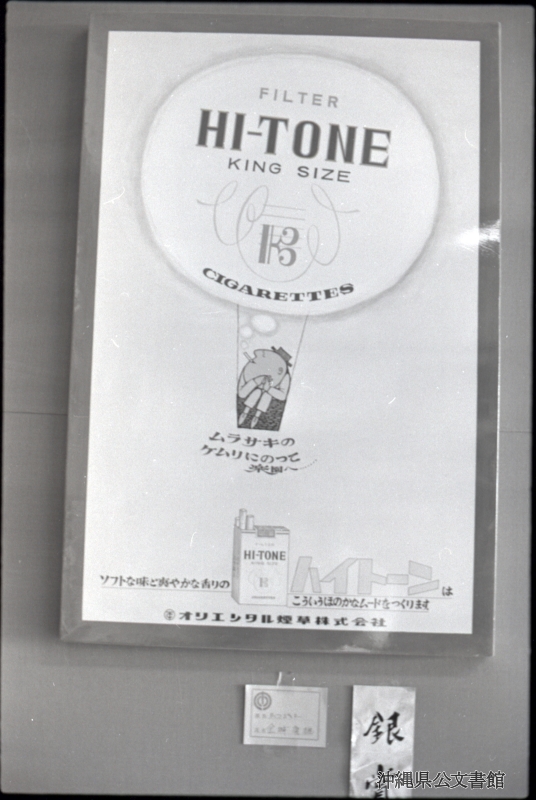 FILTER
HI-TONE
KING SIZE
CIGARETTES
ムラサキの
ケムリにのって
楽園へ
HI-TONE
ソフトな味と爽やかな香りの
ハイトーン
は
こういうほのかなムードをつくります
オリエンタル煙草株式会社
銀
沖縄県公文書館